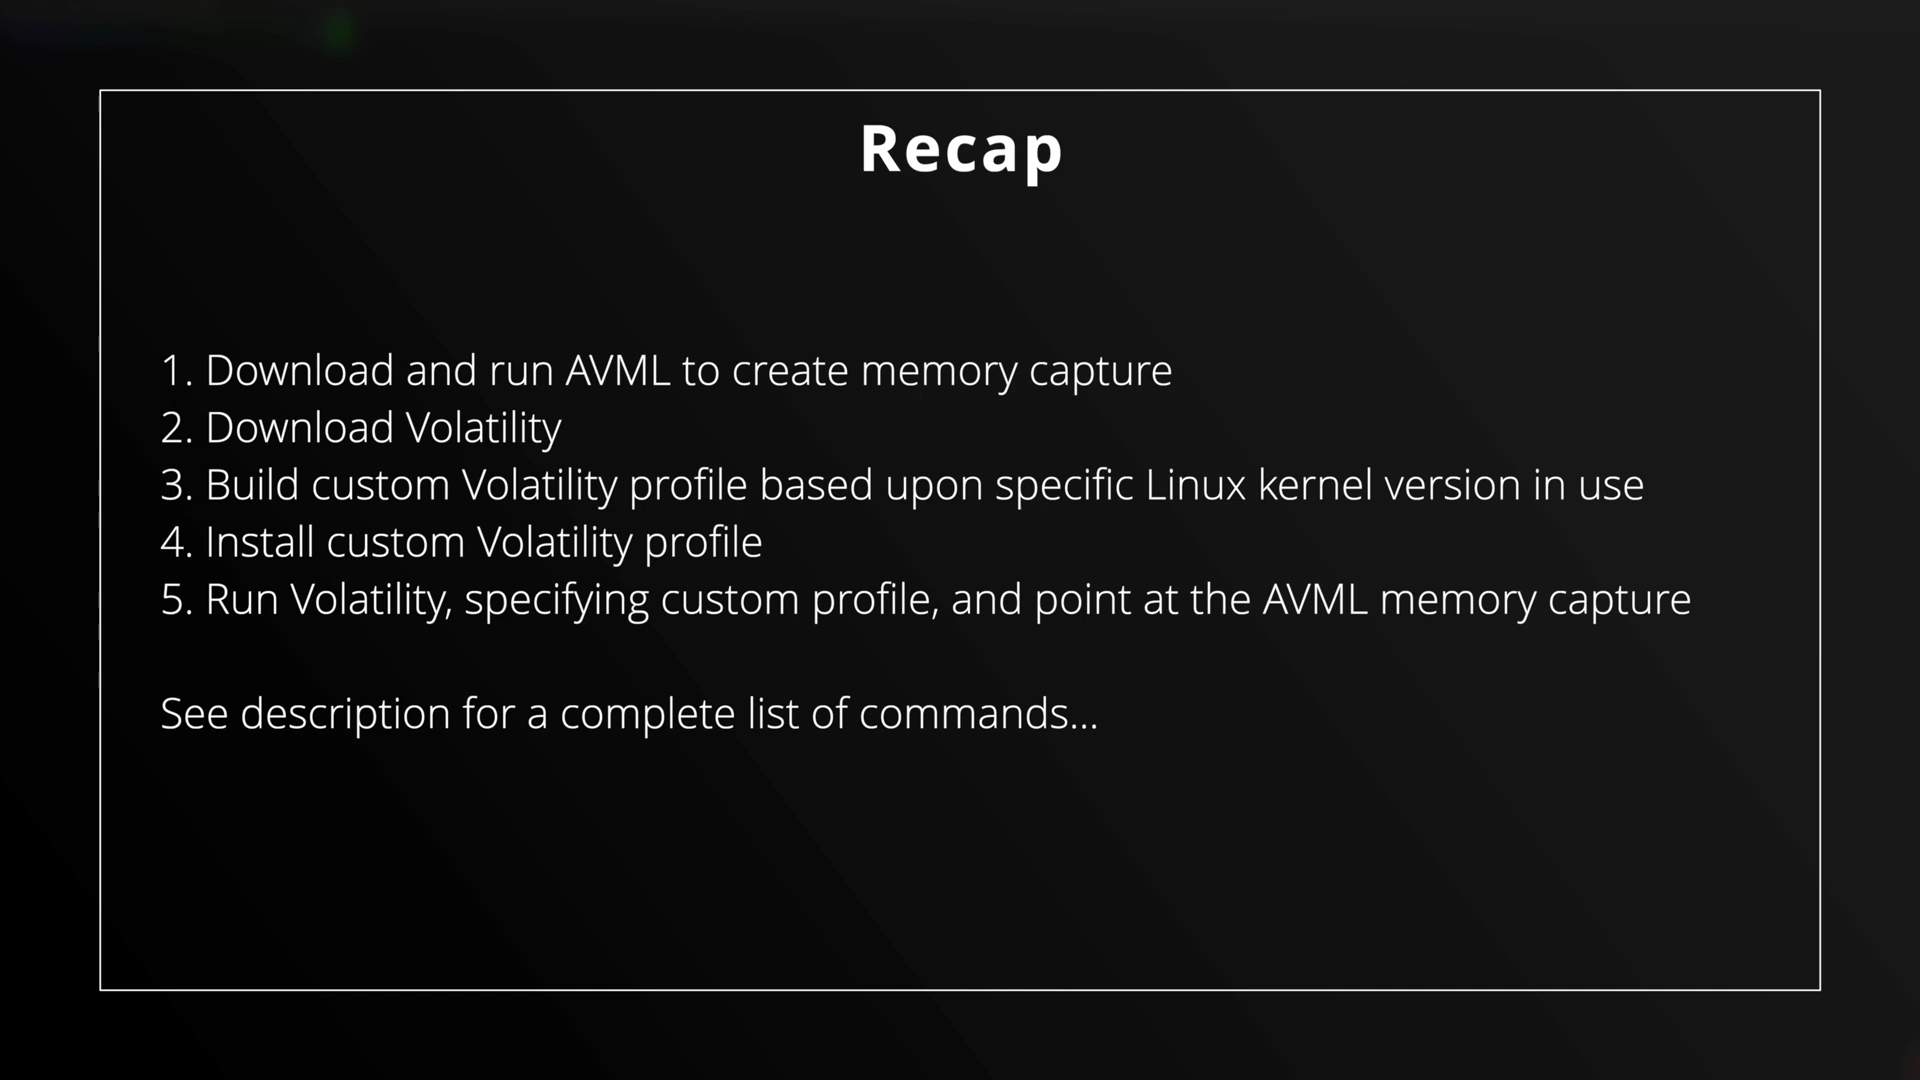 Recap
1. Download and run AVML to create memory capture
2. Download Volatility
3. Build custom Volatility profile based upon specific Linux kernel version in use
4. Install custom Volatility profile
5. Run Volatility, specifying custom profile, and point at the AVML memory capture
See description for a complete list of commands...